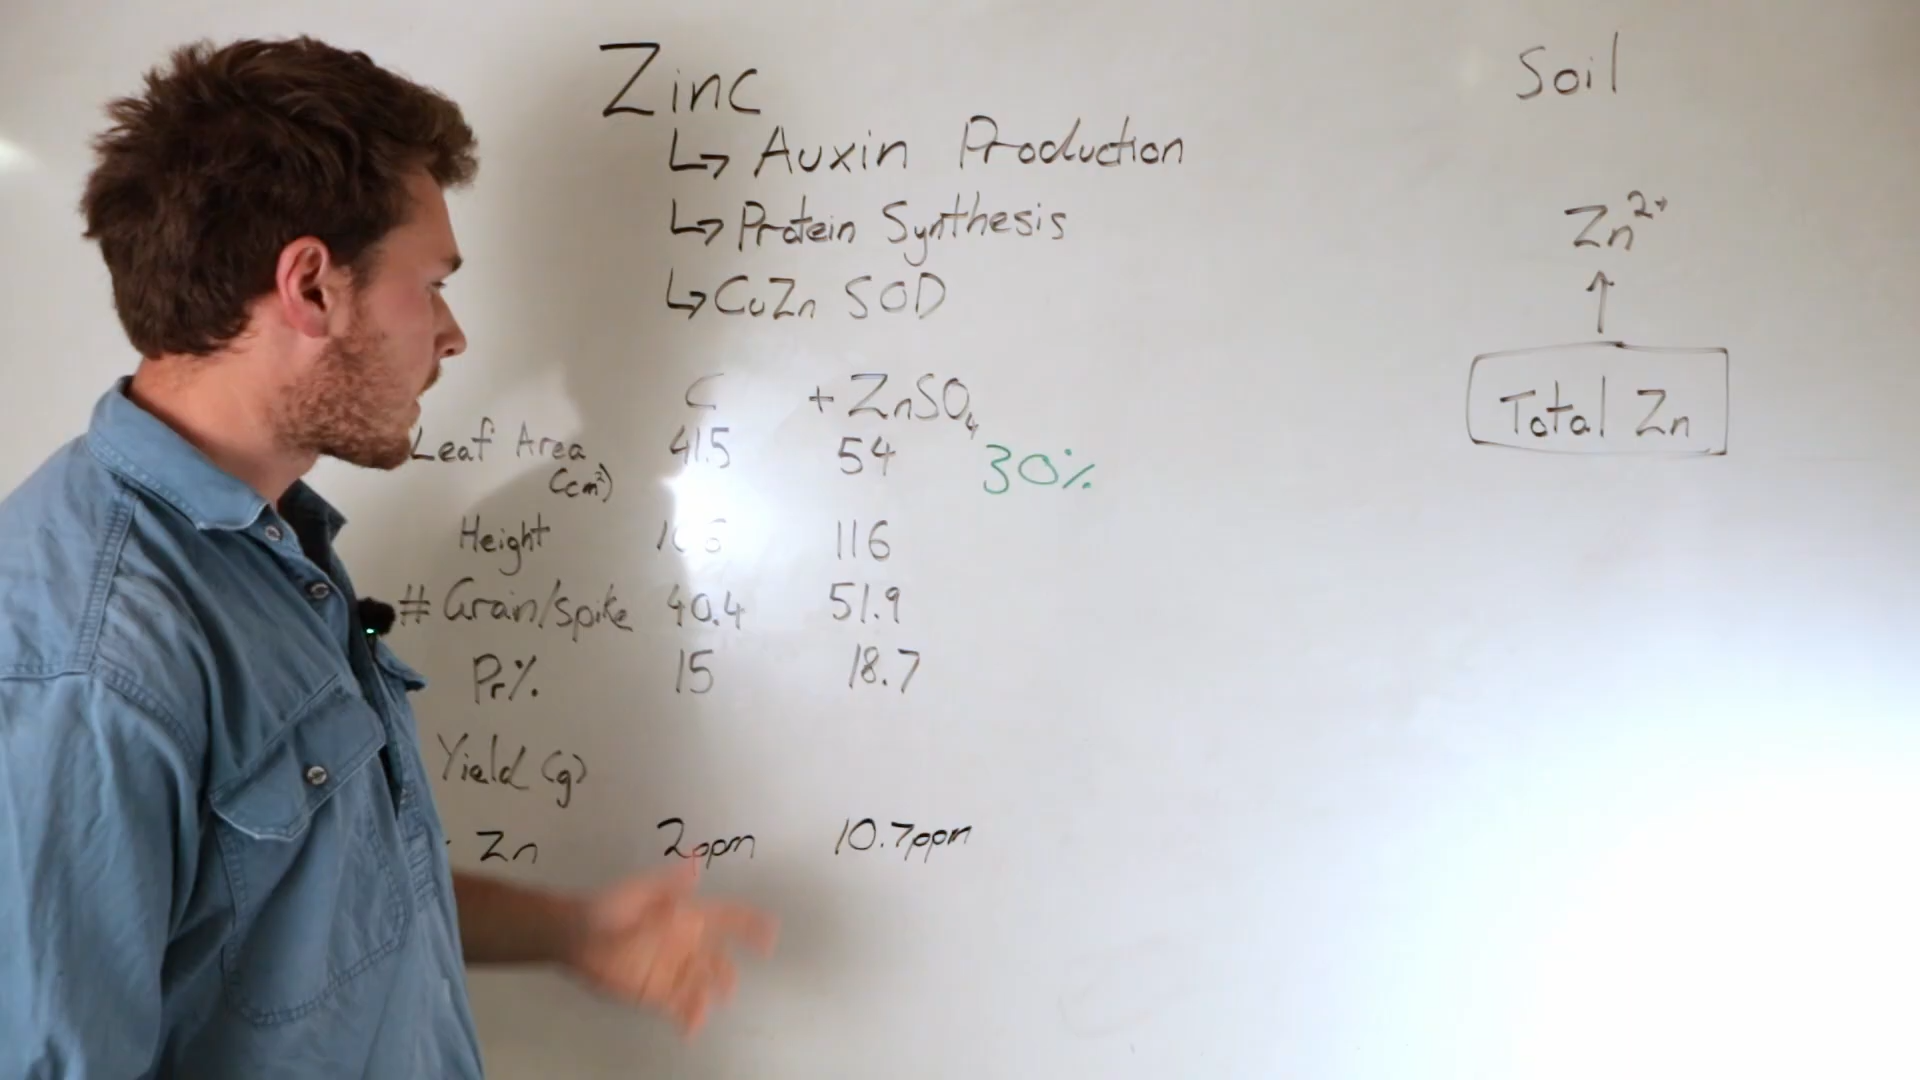 Zinc
↳ Auxin Production
↳ Protein Synthesis
↳ CuZn SOD
C + ZnSO4
Leaf Area (cm²) 41.5 54 30%
Height 116
# Grain/spike 40.4 51.9
Pr% 15 18.7
Yield (g)
Zn 2ppm 10.7ppm
Soil
Zn²⁺
↑
Total Zn